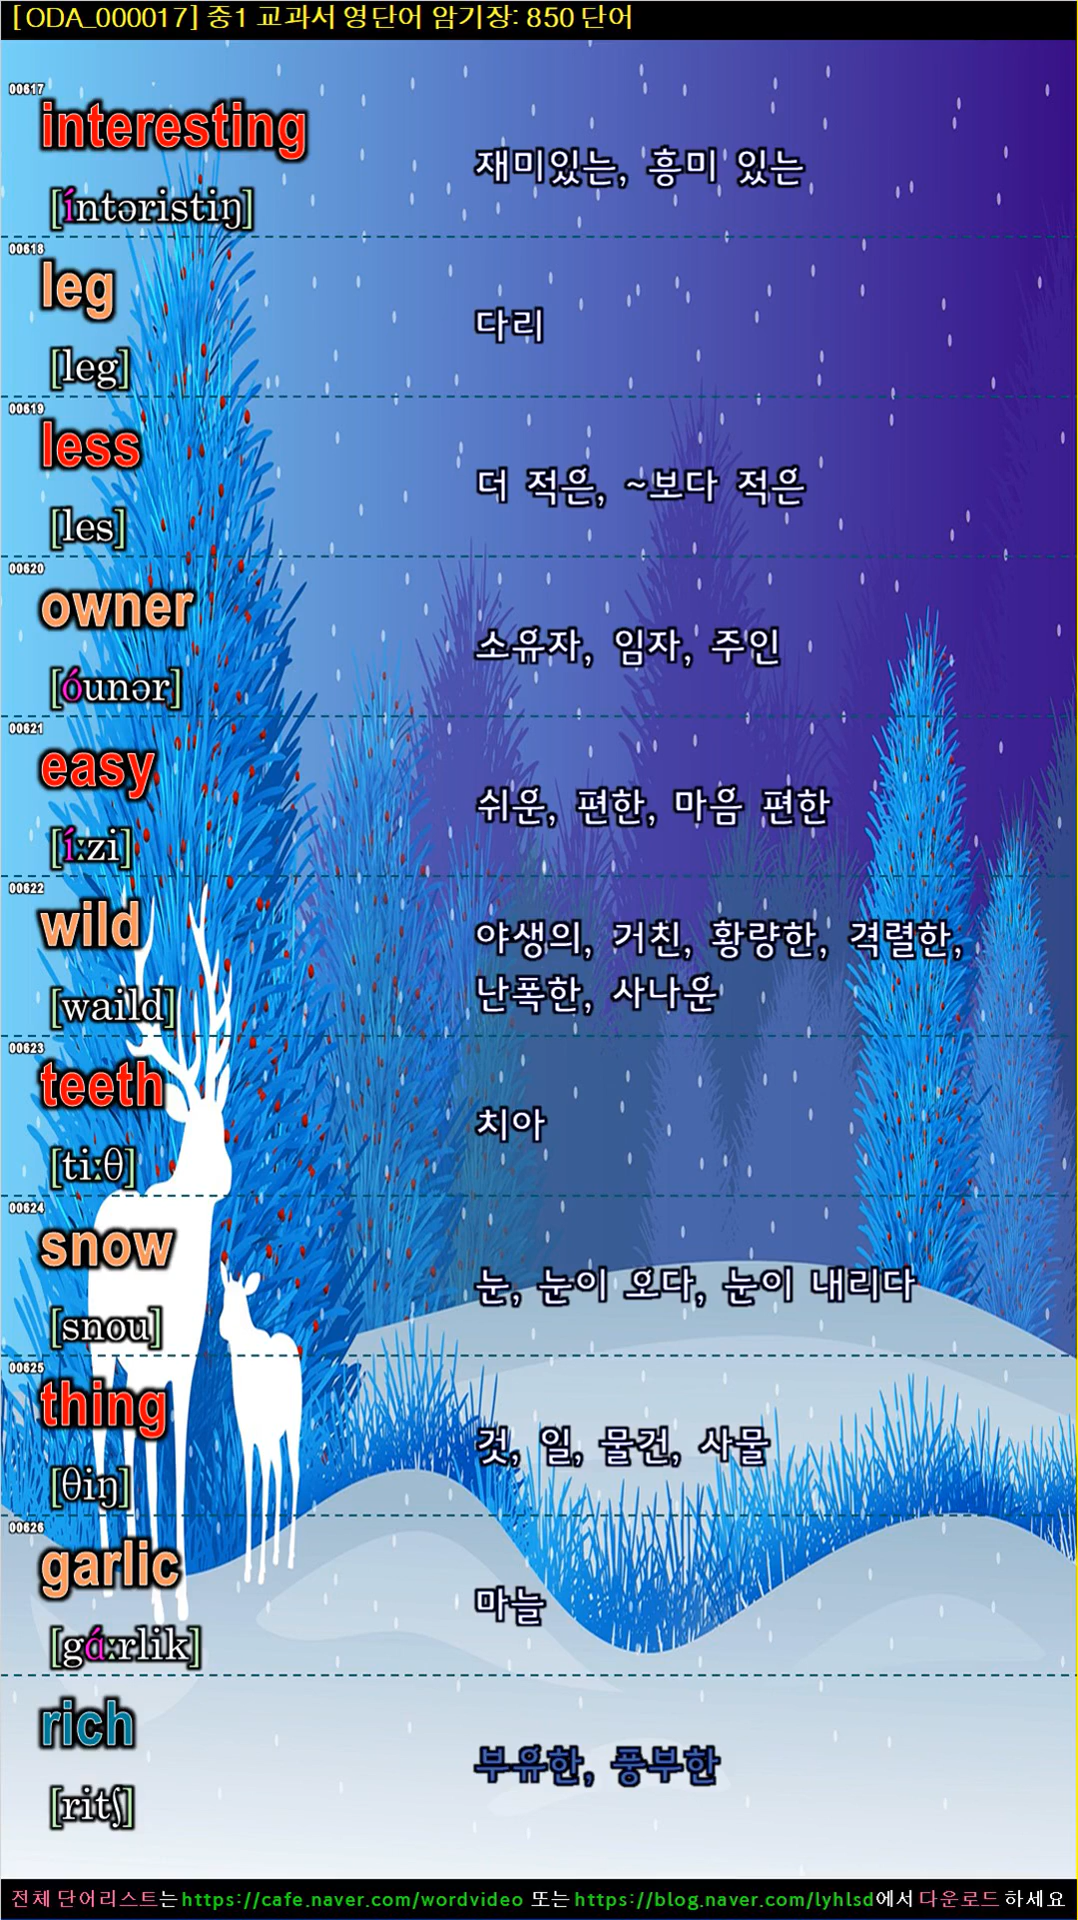 [ODA_000017] 중1 교과서 영단어 암기장: 850 단어
00617
interesting
재미있는, 흥미 있는
[íntəristiŋ]
00618
leg
다리
[leg]
00619
less
더 적은, ~보다 적은
[les]
00620
owner
소유자, 임자, 주인
[óunər]
00621
easy
쉬운, 편한, 마음 편한
[íːzi]
00622
wild
야생의, 거친, 황량한, 격렬한,
난폭한, 사나운
[waild]
00623
teeth
치아
[tiːθ]
00624
snow
눈, 눈이 오다, 눈이 내리다
[snou]
00625
thing
것, 일, 물건, 사물
[θiŋ]
00626
garlic
마늘
[gáːrlik]
rich
부유한, 풍부한
[ritʃ]
전체 단어리스트는 https://cafe.naver.com/wordvideo 또는 https://blog.naver.com/lyhlsd에서 다운로드 하세요